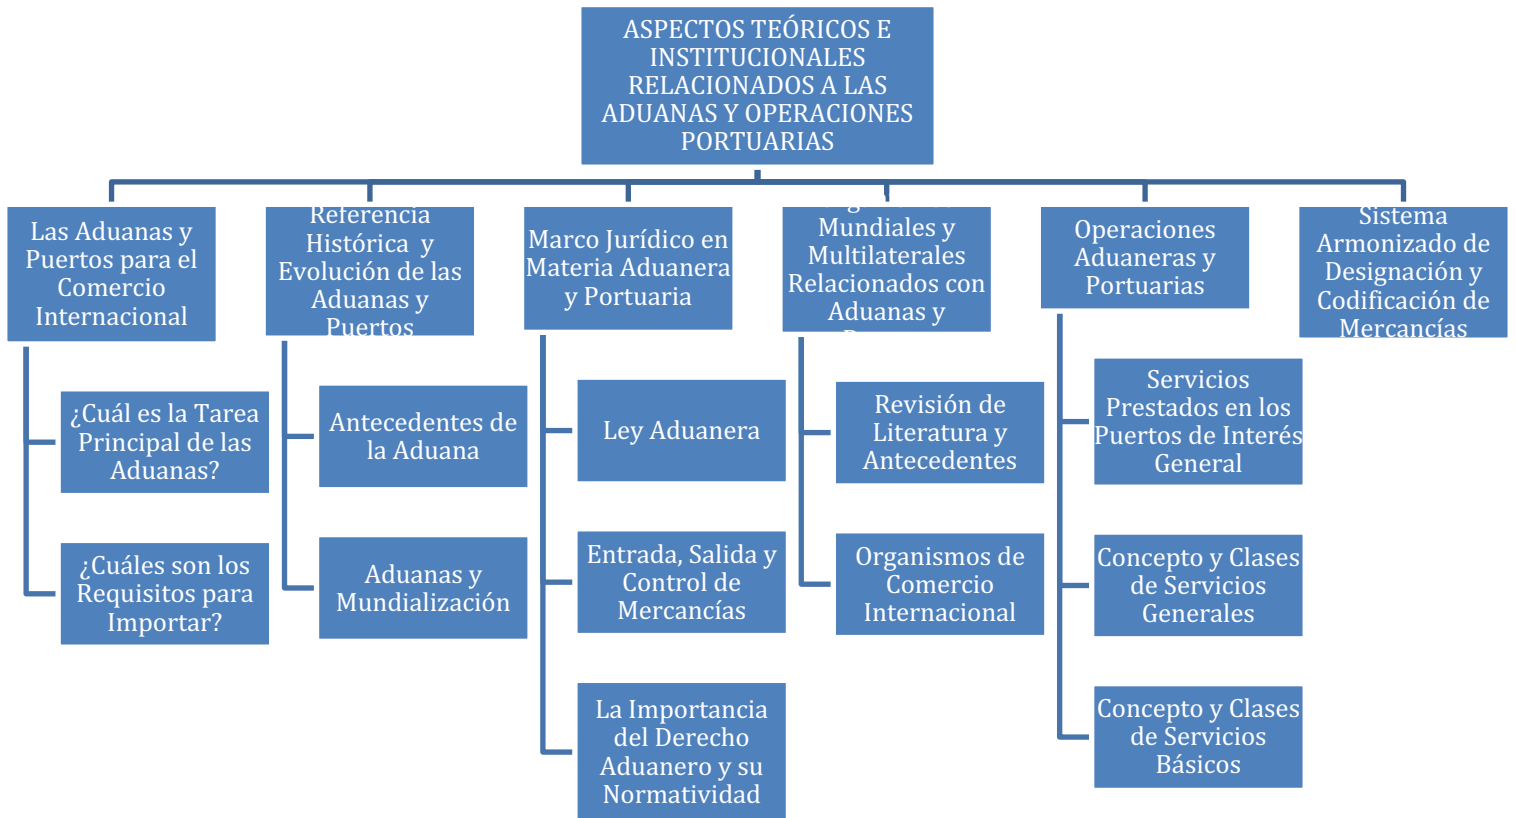 ASPECTOS TEÓRICOS E
INSTITUCIONALES
RELACIONADOS A LAS
ADUANAS Y OPERACIONES
PORTUARIAS
Las Aduanas y
Puertos para el
Comercio
Internacional
¿Cuál es la Tarea
Principal de las
Aduanas?
¿Cuáles son los
Requisitos para
Importar?
Referencia
Histórica y
Evolución de las
Aduanas y
Puertos
Antecedentes de
la Aduana
Aduanas y
Mundialización
Marco Jurídico en
Materia Aduanera
y Portuaria
Ley Aduanera
Entrada, Salida y
Control de
Mercancías
La Importancia
del Derecho
Aduanero y su
Normatividad
Mundiales y
Multilaterales
Relacionados con
Aduanas y
Revisión de
Literatura y
Antecedentes
Organismos de
Comercio
Internacional
Operaciones
Aduaneras y
Portuarias
Servicios
Prestados en los
Puertos de Interés
General
Concepto y Clases
de Servicios
Generales
Concepto y Clases
de Servicios
Básicos
Sistema
Armonizado de
Designación y
Codificación de
Mercancías